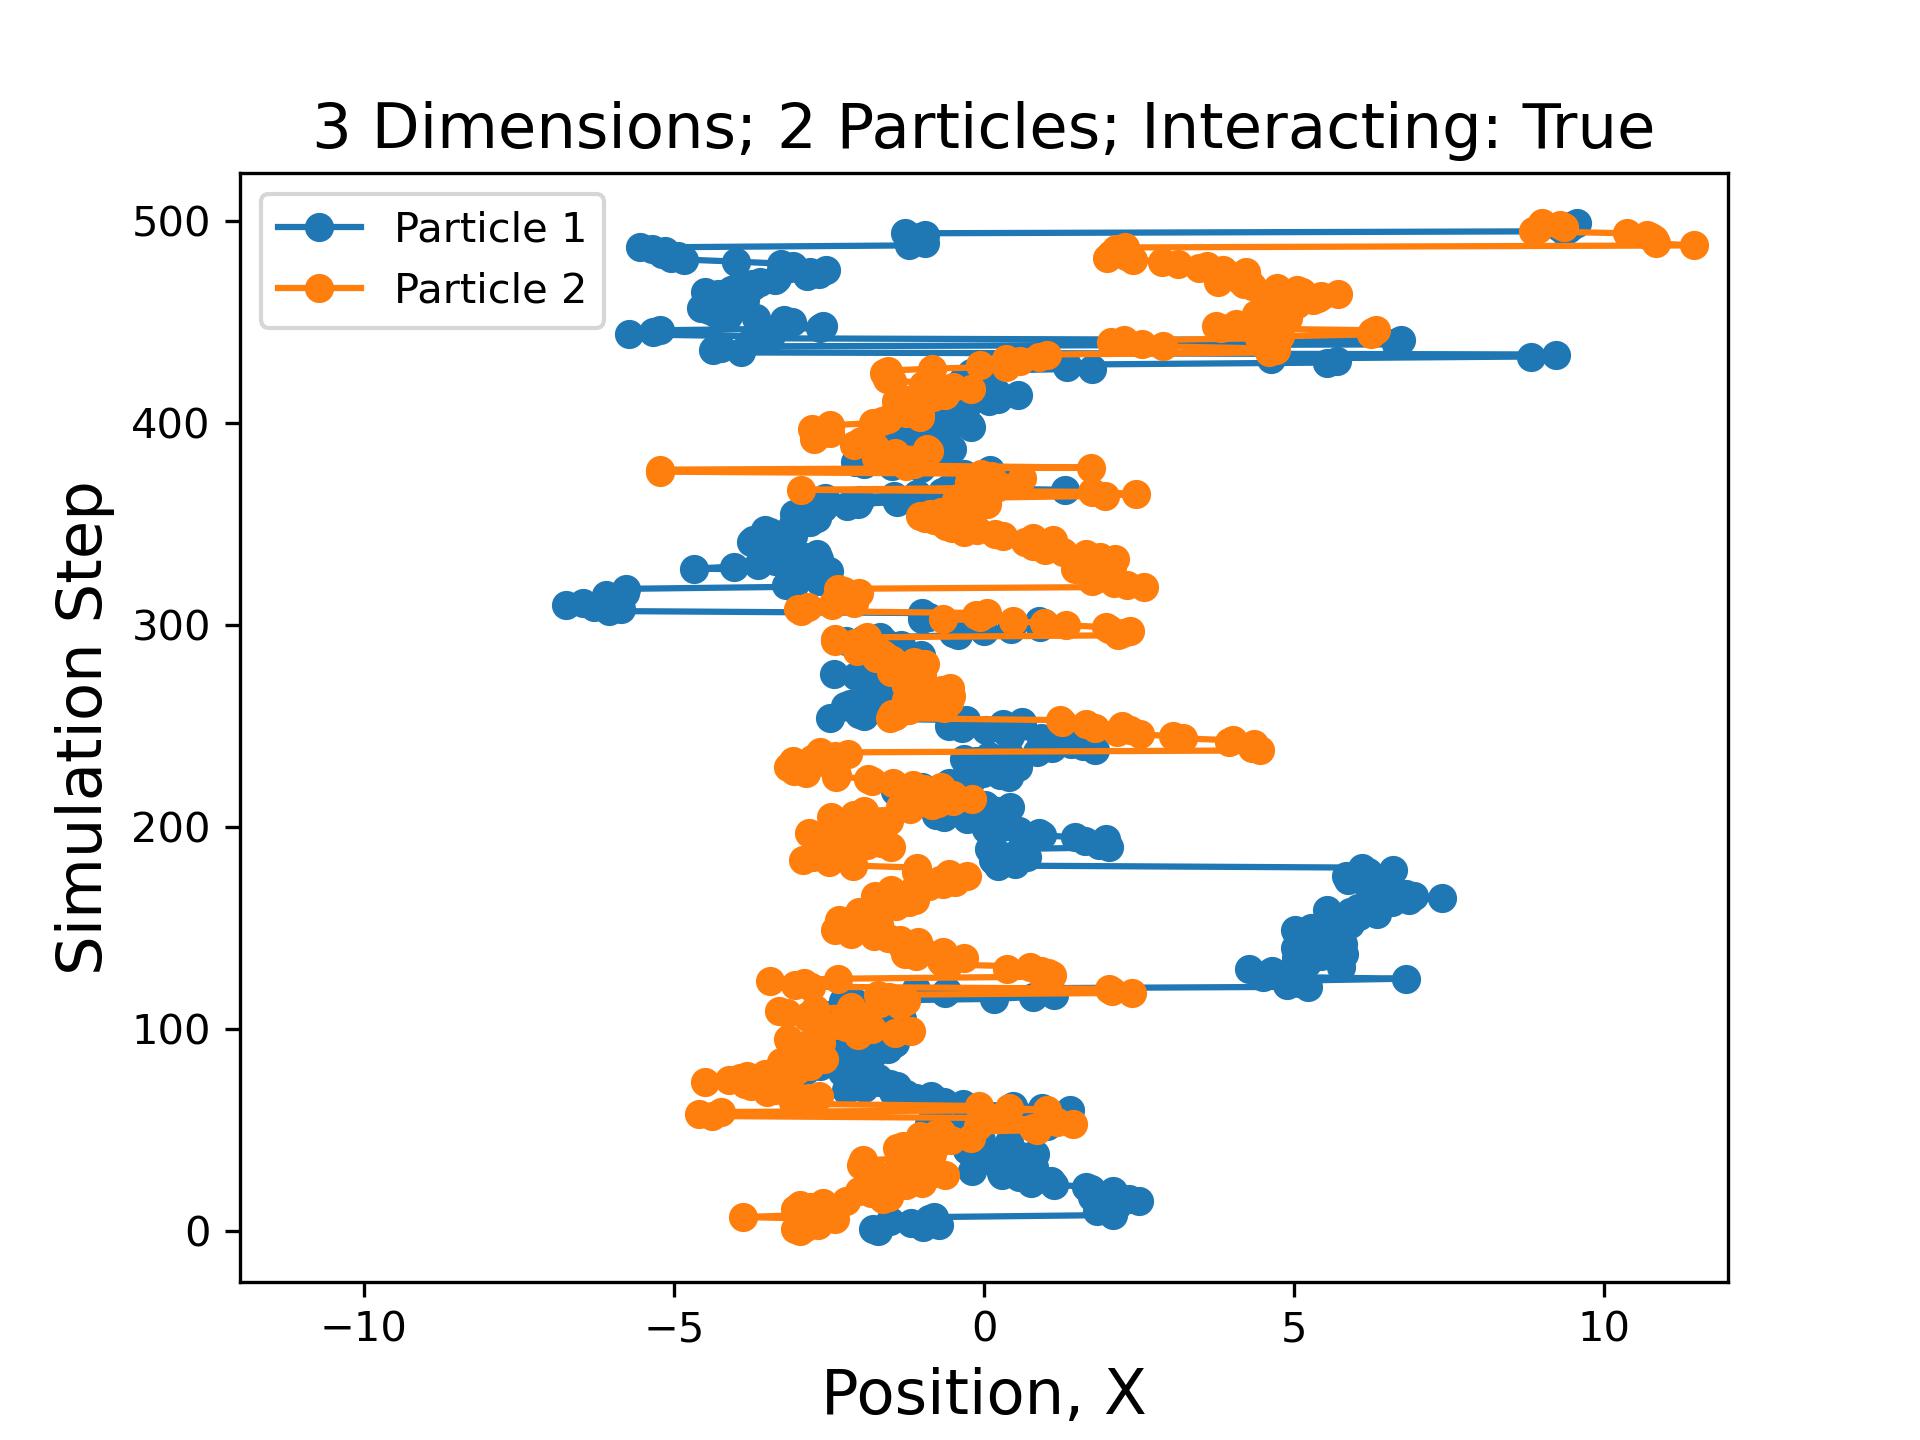 3 Dimensions; 2 Particles; Interacting: True
Particle 1
Particle 2
Simulation Step
500
400
300
200
100
0
−10 −5 0 5 10
Position, X